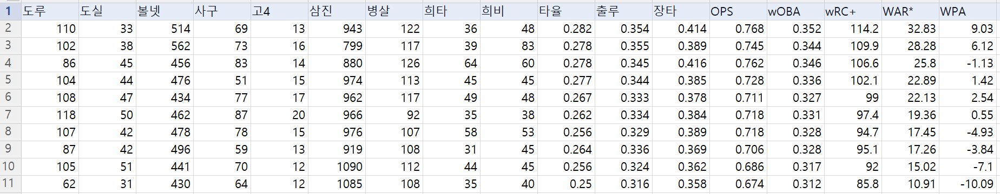 1 도루 도실 볼넷 사구 고4 삼진 병살 희타 희비 타율 출루 장타 OPS wOBA wRC+ WAR* WPA
2 110 33 514 69 13 943 122 36 48 0.282 0.354 0.414 0.768 0.352 114.2 32.83 9.03
3 102 38 562 73 16 799 117 39 83 0.278 0.355 0.389 0.745 0.344 109.9 28.28 6.12
4 86 45 456 83 14 880 126 64 60 0.278 0.345 0.416 0.762 0.346 106.6 25.8 -1.13
5 104 44 476 51 15 974 113 45 45 0.277 0.344 0.385 0.728 0.336 102.1 22.89 1.42
6 108 47 434 77 17 962 117 49 48 0.267 0.333 0.378 0.711 0.327 99 22.13 2.54
7 118 50 462 87 20 966 92 35 38 0.262 0.334 0.384 0.718 0.331 97.4 19.36 0.55
8 107 42 478 78 15 976 107 58 53 0.256 0.329 0.389 0.718 0.328 94.7 17.45 -4.93
9 87 42 496 59 13 919 108 31 45 0.264 0.336 0.369 0.706 0.328 95.1 17.26 -3.84
10 105 51 441 70 12 1090 112 44 45 0.256 0.324 0.362 0.686 0.317 92 15.02 -7.1
11 62 31 430 64 12 1085 108 35 40 0.25 0.316 0.358 0.674 0.312 85.8 10.91 -10.09